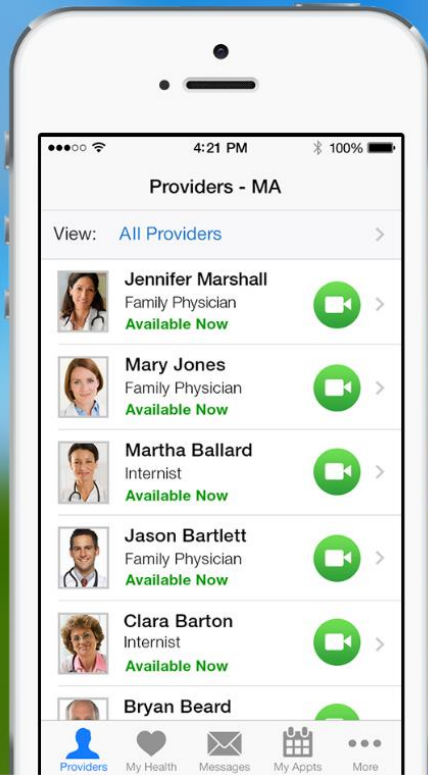 4:21 PM
100%
Providers - MA
View: All Providers
Jennifer Marshall
Family Physician
Available Now
Mary Jones
Family Physician
Available Now
Martha Ballard
Internist
Available Now
Jason Bartlett
Family Physician
Available Now
Clara Barton
Internist
Available Now
Bryan Beard
Providers My Health Messages My Appts More